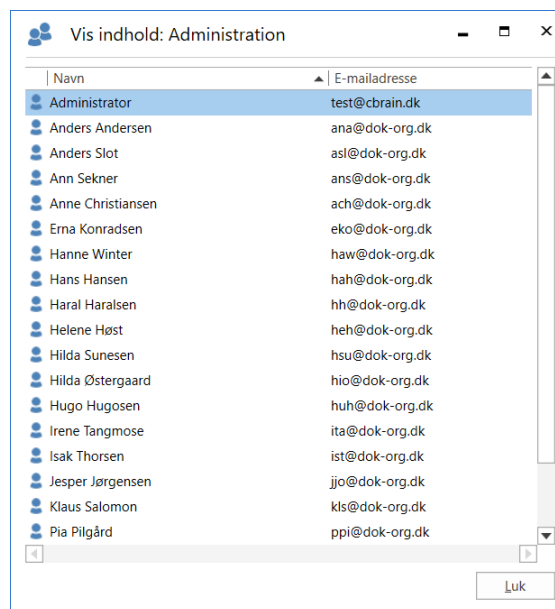 Vis indhold: Administration
Navn E-mailadresse
Administrator test@cbrain.dk
Anders Andersen ana@dok-org.dk
Anders Slot asl@dok-org.dk
Ann Sekner ans@dok-org.dk
Anne Christiansen ach@dok-org.dk
Erna Konradsen eko@dok-org.dk
Hanne Winter haw@dok-org.dk
Hans Hansen hah@dok-org.dk
Haral Haralsen hh@dok-org.dk
Helene Høst heh@dok-org.dk
Hilda Sunesen hsu@dok-org.dk
Hilda Østergaard hio@dok-org.dk
Hugo Hugosen huh@dok-org.dk
Irene Tangmose ita@dok-org.dk
Isak Thorsen ist@dok-org.dk
Jesper Jørgensen jjo@dok-org.dk
Klaus Salomon kls@dok-org.dk
Pia Pilgård ppi@dok-org.dk
Luk